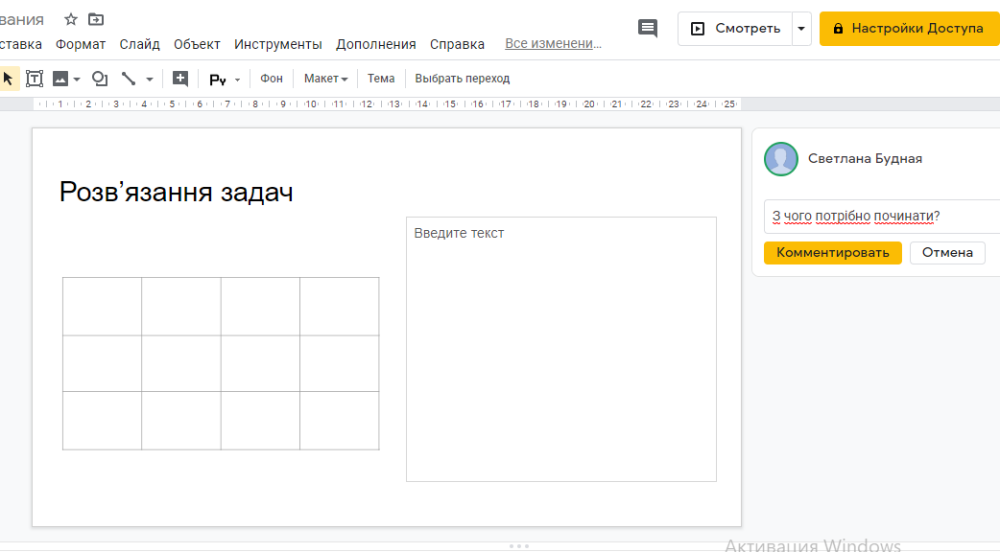 вания
ставка Формат Слайд Объект Инструменты Дополнения Справка Все изменени...
Смотреть
Настройки Доступа
Ру Фон Макет Тема Выбрать переход
1 2 3 4 5 6 7 8 9 10 11 12 13 14 15 16 17 18 19 20 21 22 23 24 25
Розв’язання задач
Введите текст
Светлана Будная
З чого потрібно починати?
Комментировать Отмена
Активация Windows